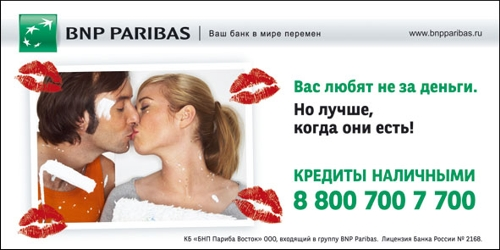 BNP PARIBAS
Ваш банк в мире перемен
www.bnpparibas.ru
Вас любят не за деньги.
Но лучше,
когда они есть!
КРЕДИТЫ НАЛИЧНЫМИ
8 800 700 7 700
КБ «БНП Париба Восток» ООО, входящий в группу BNP Paribas. Лицензия Банка России № 2168.